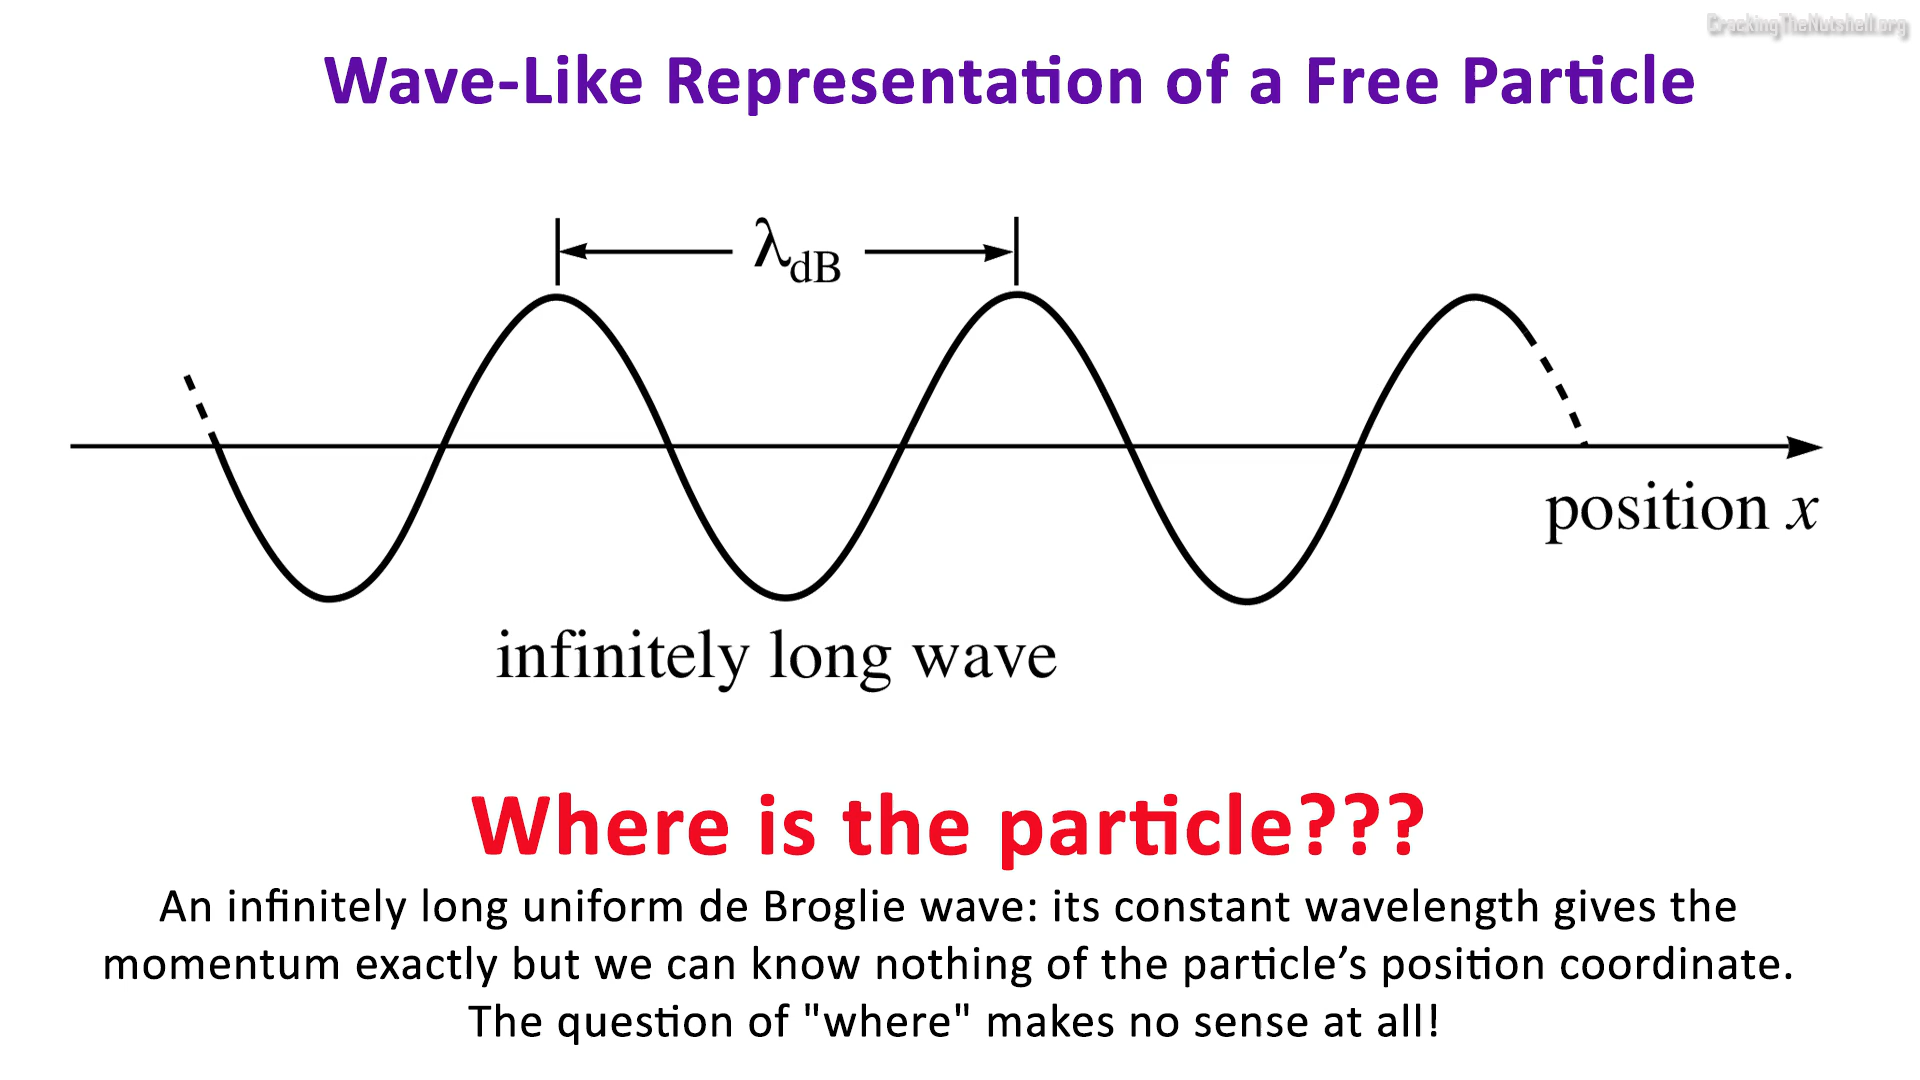 CrackingTheNutshell.org
Wave-Like Representation of a Free Particle
λdB
position x
infinitely long wave
Where is the particle???
An infinitely long uniform de Broglie wave: its constant wavelength gives the
momentum exactly but we can know nothing of the particle’s position coordinate.
The question of "where" makes no sense at all!